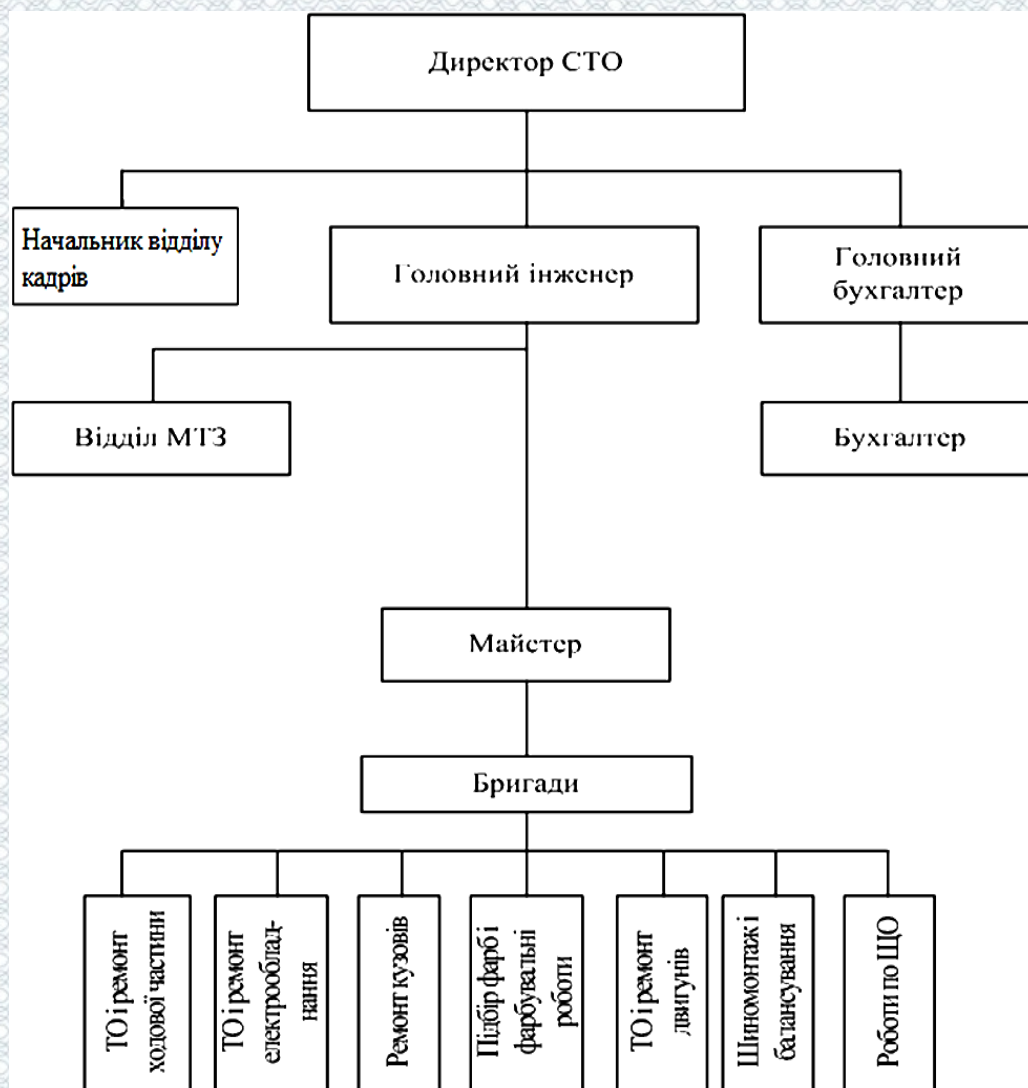 Директор СТО
Начальник відділу
кадрів
Головний інженер
Головний
бухгалтер
Відділ МТЗ
Бухгалтер
Майстер
Бригади
ТО і ремонт
ходової частини
ТО і ремонт
електрооблад-
нання
Ремонт кузовів
Підбір фарб і
фарбувальні
роботи
ТО і ремонт
двигунів
Шиномонтаж і
балансування
Роботи по ЩО